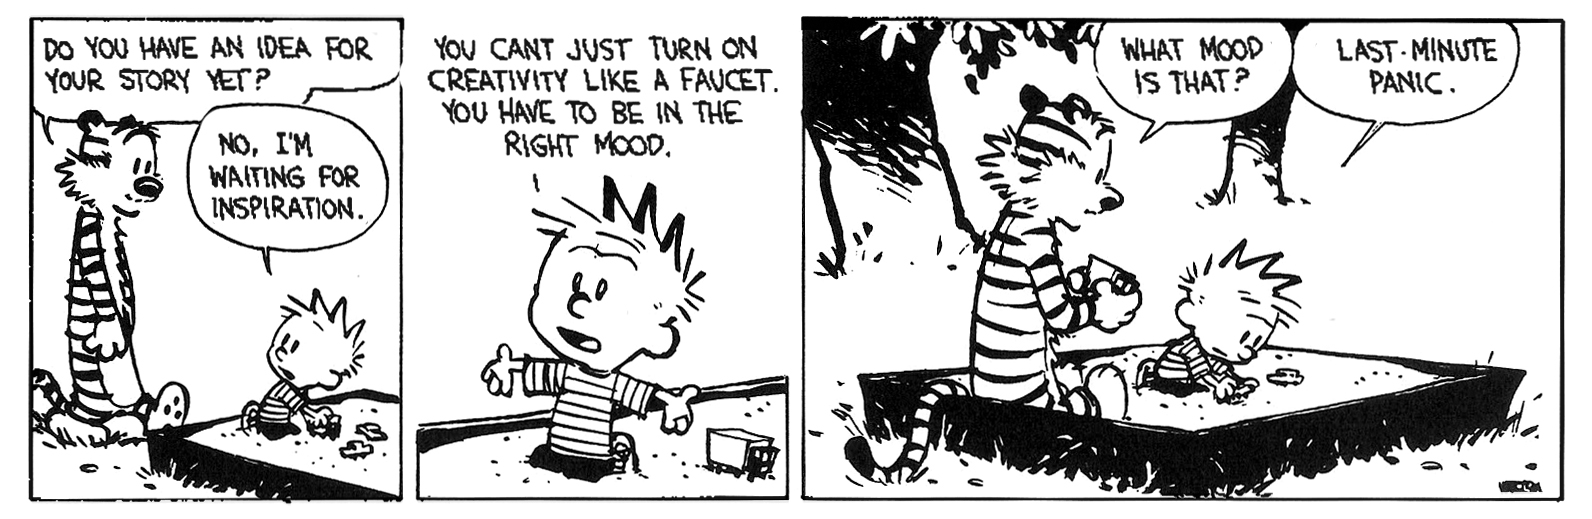 DO YOU HAVE AN IDEA FOR
YOUR STORY YET?
NO, I'M
WAITING FOR
INSPIRATION.
YOU CANT JUST TURN ON
CREATIVITY LIKE A FAUCET.
YOU HAVE TO BE IN THE
RIGHT MOOD.
WHAT MOOD
IS THAT?
LAST-MINUTE
PANIC.